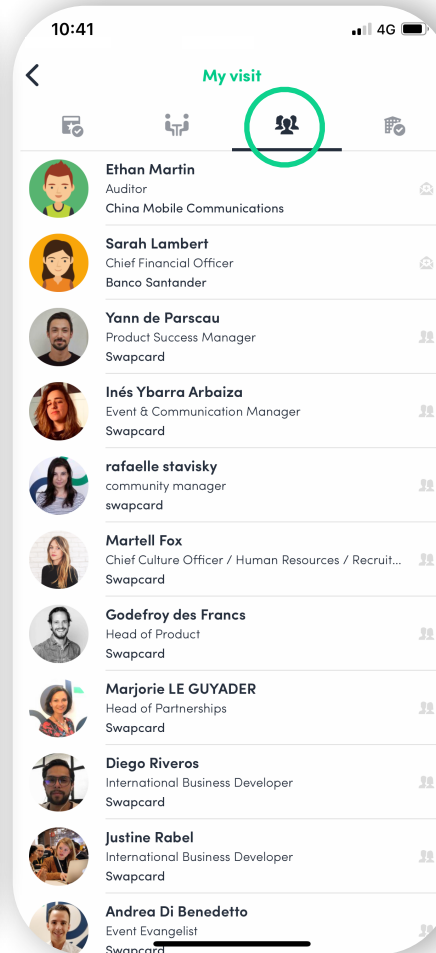 10:41
4G
My visit
Ethan Martin
Auditor
China Mobile Communications
Sarah Lambert
Chief Financial Officer
Banco Santander
Yann de Parscau
Product Success Manager
Swapcard
Inés Ybarra Arbaiza
Event & Communication Manager
Swapcard
rafaelle stavisky
community manager
swapcard
Martell Fox
Chief Culture Officer / Human Resources / Recruit...
Swapcard
Godefroy des Francs
Head of Product
Swapcard
Marjorie LE GUYADER
Head of Partnerships
Swapcard
Diego Riveros
International Business Developer
Swapcard
Justine Rabel
International Business Developer
Swapcard
Andrea Di Benedetto
Event Evangelist
Swapcard